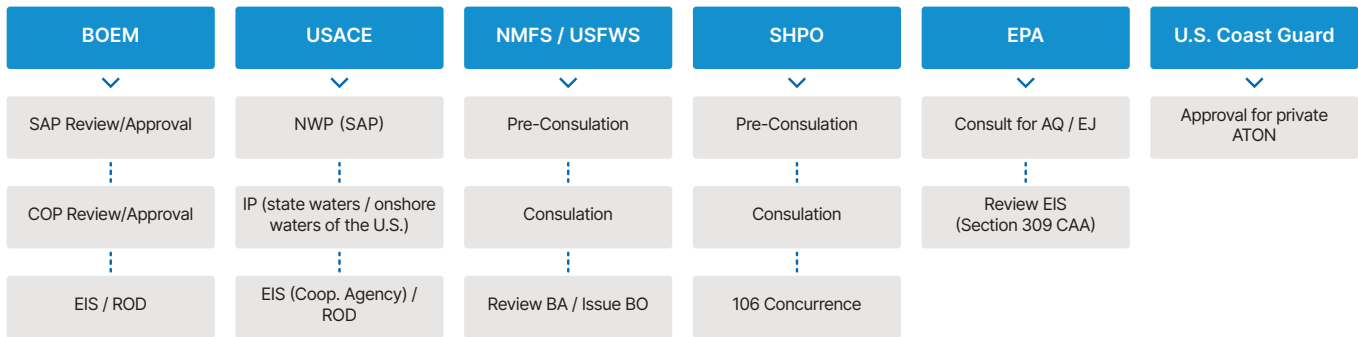 BOEM
SAP Review/Approval
COP Review/Approval
EIS / ROD
USACE
NWP (SAP)
IP (state waters / onshore
waters of the U.S.)
EIS (Coop. Agency) /
ROD
NMFS / USFWS
Pre-Consulation
Consulation
Review BA / Issue BO
SHPO
Pre-Consulation
Consulation
106 Concurrence
EPA
Consult for AQ / EJ
Review EIS
(Section 309 CAA)
U.S. Coast Guard
Approval for private
ATON